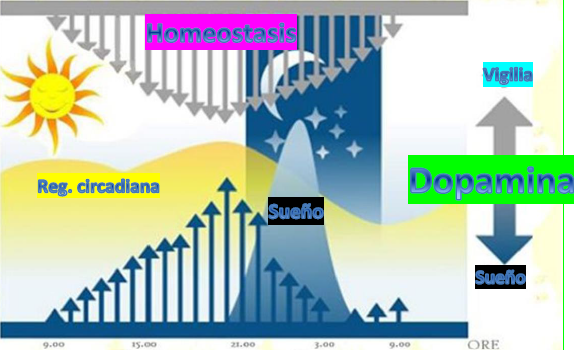 Homeostasis
Vigilia
Reg. circadiana
Dopamina
Sueño
Sueño
9.00 15.00 21.00 3.00 9.00 ORE